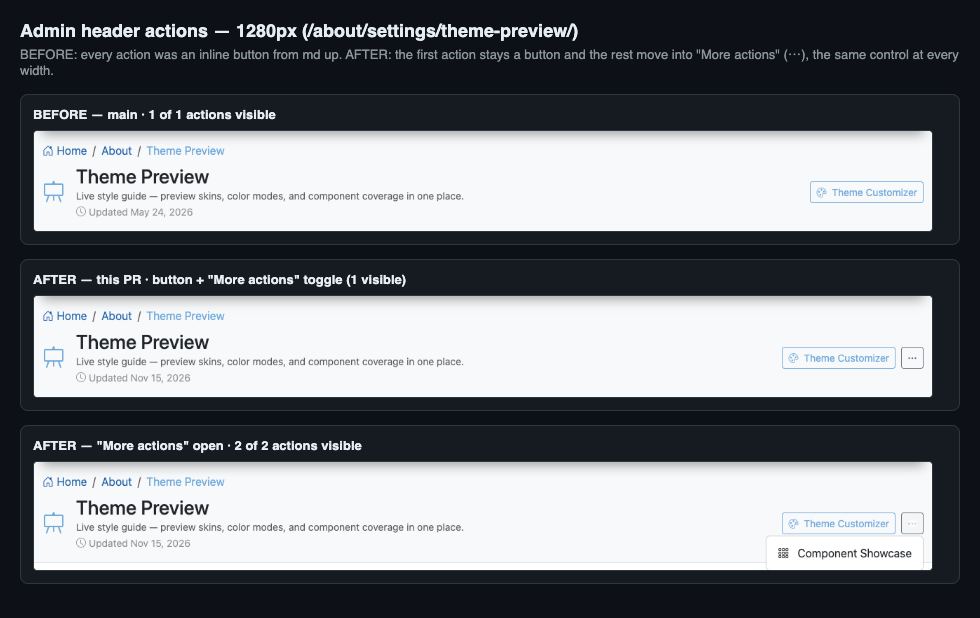 Admin header actions — 1280px (/about/settings/theme-preview/)
BEFORE: every action was an inline button from md up. AFTER: the first action stays a button and the rest move into "More actions" (···), the same control at every
width.
BEFORE — main · 1 of 1 actions visible
Home / About / Theme Preview
Theme Preview
Live style guide — preview skins, color modes, and component coverage in one place.
Updated May 24, 2026
Theme Customizer
AFTER — this PR · button + "More actions" toggle (1 visible)
Home / About / Theme Preview
Theme Preview
Live style guide — preview skins, color modes, and component coverage in one place.
Updated Nov 15, 2026
Theme Customizer
AFTER — "More actions" open · 2 of 2 actions visible
Home / About / Theme Preview
Theme Preview
Live style guide — preview skins, color modes, and component coverage in one place.
Updated Nov 15, 2026
Theme Customizer
Component Showcase